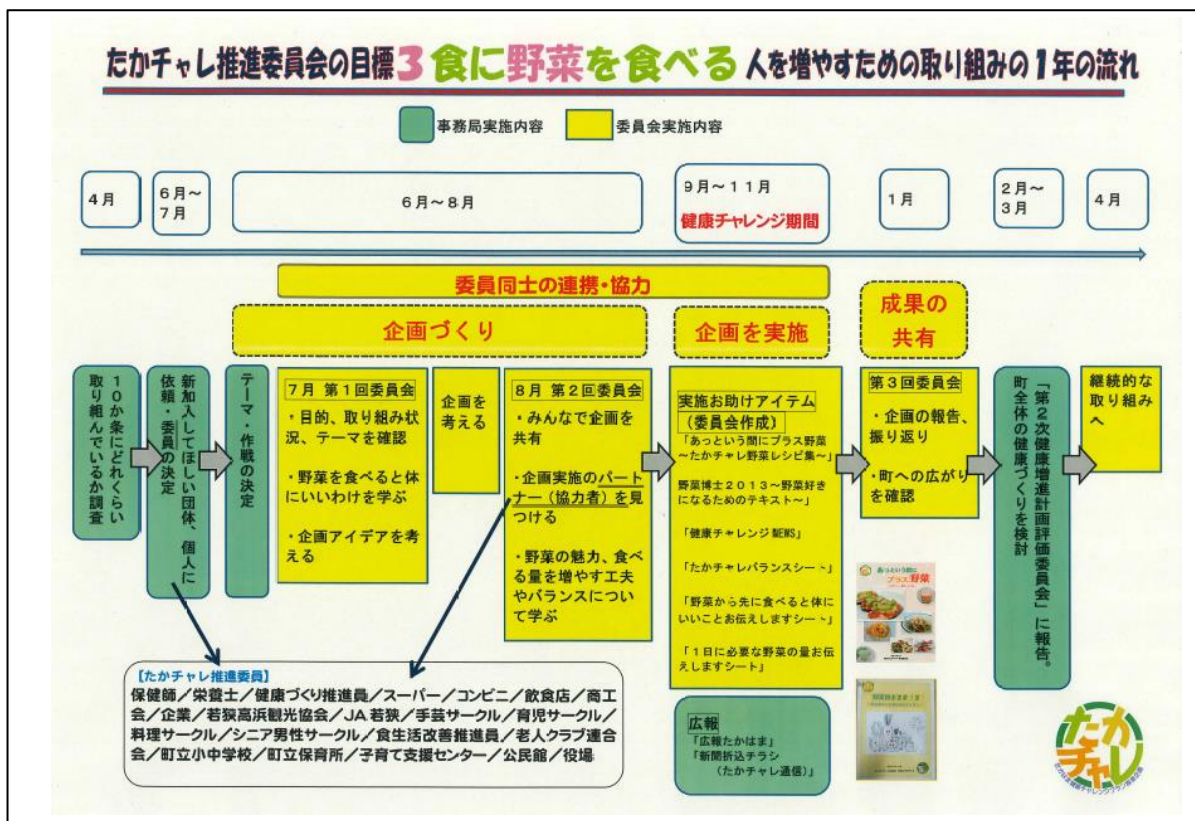 たかチャレ推進委員会の目標3食に野菜を食べる人を増やすための取り組みの1年の流れ
事務局実施内容
委員会実施内容
4月
6月~
7月
6月~8月
9月~11月
健康チャレンジ期間
1月
2月~
3月
4月
委員同士の連携・協力
企画づくり
企画を実施
成果の
共有
10か条にどれくらい
取り組んでいるか調査
新加入してほしい団体、個人に
依頼・委員の決定
テーマ・作戦の決定
7月 第1回委員会
・目的、取り組み状
況、テーマを確認
・野菜を食べると体
にいいわけを学ぶ
・企画アイデアを考
える
企画を
考える
8月 第2回委員会
・みんなで企画を
共有
・企画実施のパート
ナー(協力者)を見
つける
・野菜の魅力、食べ
る量を増やす工夫
やバランスについ
て学ぶ
実施お助けアイテム
(委員会作成)
「あっという間にプラス野菜
~たかチャレ野菜レシピ集~」
野菜博士2013~野菜好き
になるためのテキスト~」
「健康チャレンジNEWS」
「たかチャレバランスシート」
「野菜から先に食べると体に
いいことお伝えしますシート」
「1日に必要な野菜の量お伝
えしますシート」
第3回委員会
・企画の報告、
振り返り
・町への広がり
を確認
「第2次健康増進計画評価委員会」に報告。
町全体の健康づくりを検討
継続的な
取り組み
へ
【たかチャレ推進委員】
保健師/栄養士/健康づくり推進員/スーパー/コンビニ/飲食店/商工
会/企業/若狭高浜観光協会/JA若狭/手芸サークル/育児サークル/
料理サークル/シニア男性サークル/食生活改善推進員/老人クラブ連合
会/町立小中学校/町立保育所/子育て支援センター/公民館/役場
広報
「広報たかはま」
「新聞折込チラシ
(たかチャレ通信)」
あっという間に
プラス野菜
たか
チャレ